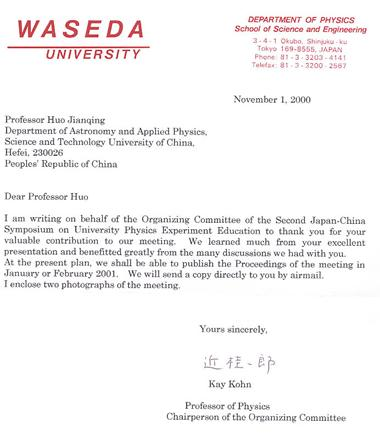 WASEDA
UNIVERSITY
DEPARTMENT OF PHYSICS
School of Science and Engineering
3-4-1 Okubo, Shinjuku-ku
Tokyo 169-8555, JAPAN
Phone: 81-3-3203-4141
Telefax: 81-3-3200-2567
November 1, 2000
Professor Huo Jianqing
Department of Astronomy and Applied Physics,
Science and Technology University of China,
Hefei, 230026
Peoples' Republic of China
Dear Professor Huo
I am writing on behalf of the Organizing Committee of the Second Japan-China
Symposium on University Physics Experiment Education to thank you for your
valuable contribution to our meeting. We learned much from your excellent
presentation and benefitted greatly from the many discussions we had with you.
At the present plan, we shall be able to publish the Proceedings of the meeting in
January or February 2001. We will send a copy directly to you by airmail.
I enclose two photographs of the meeting.
Yours sincerely,
近 桂一郎
Kay Kohn
Professor of Physics
Chairperson of the Organizing Committee